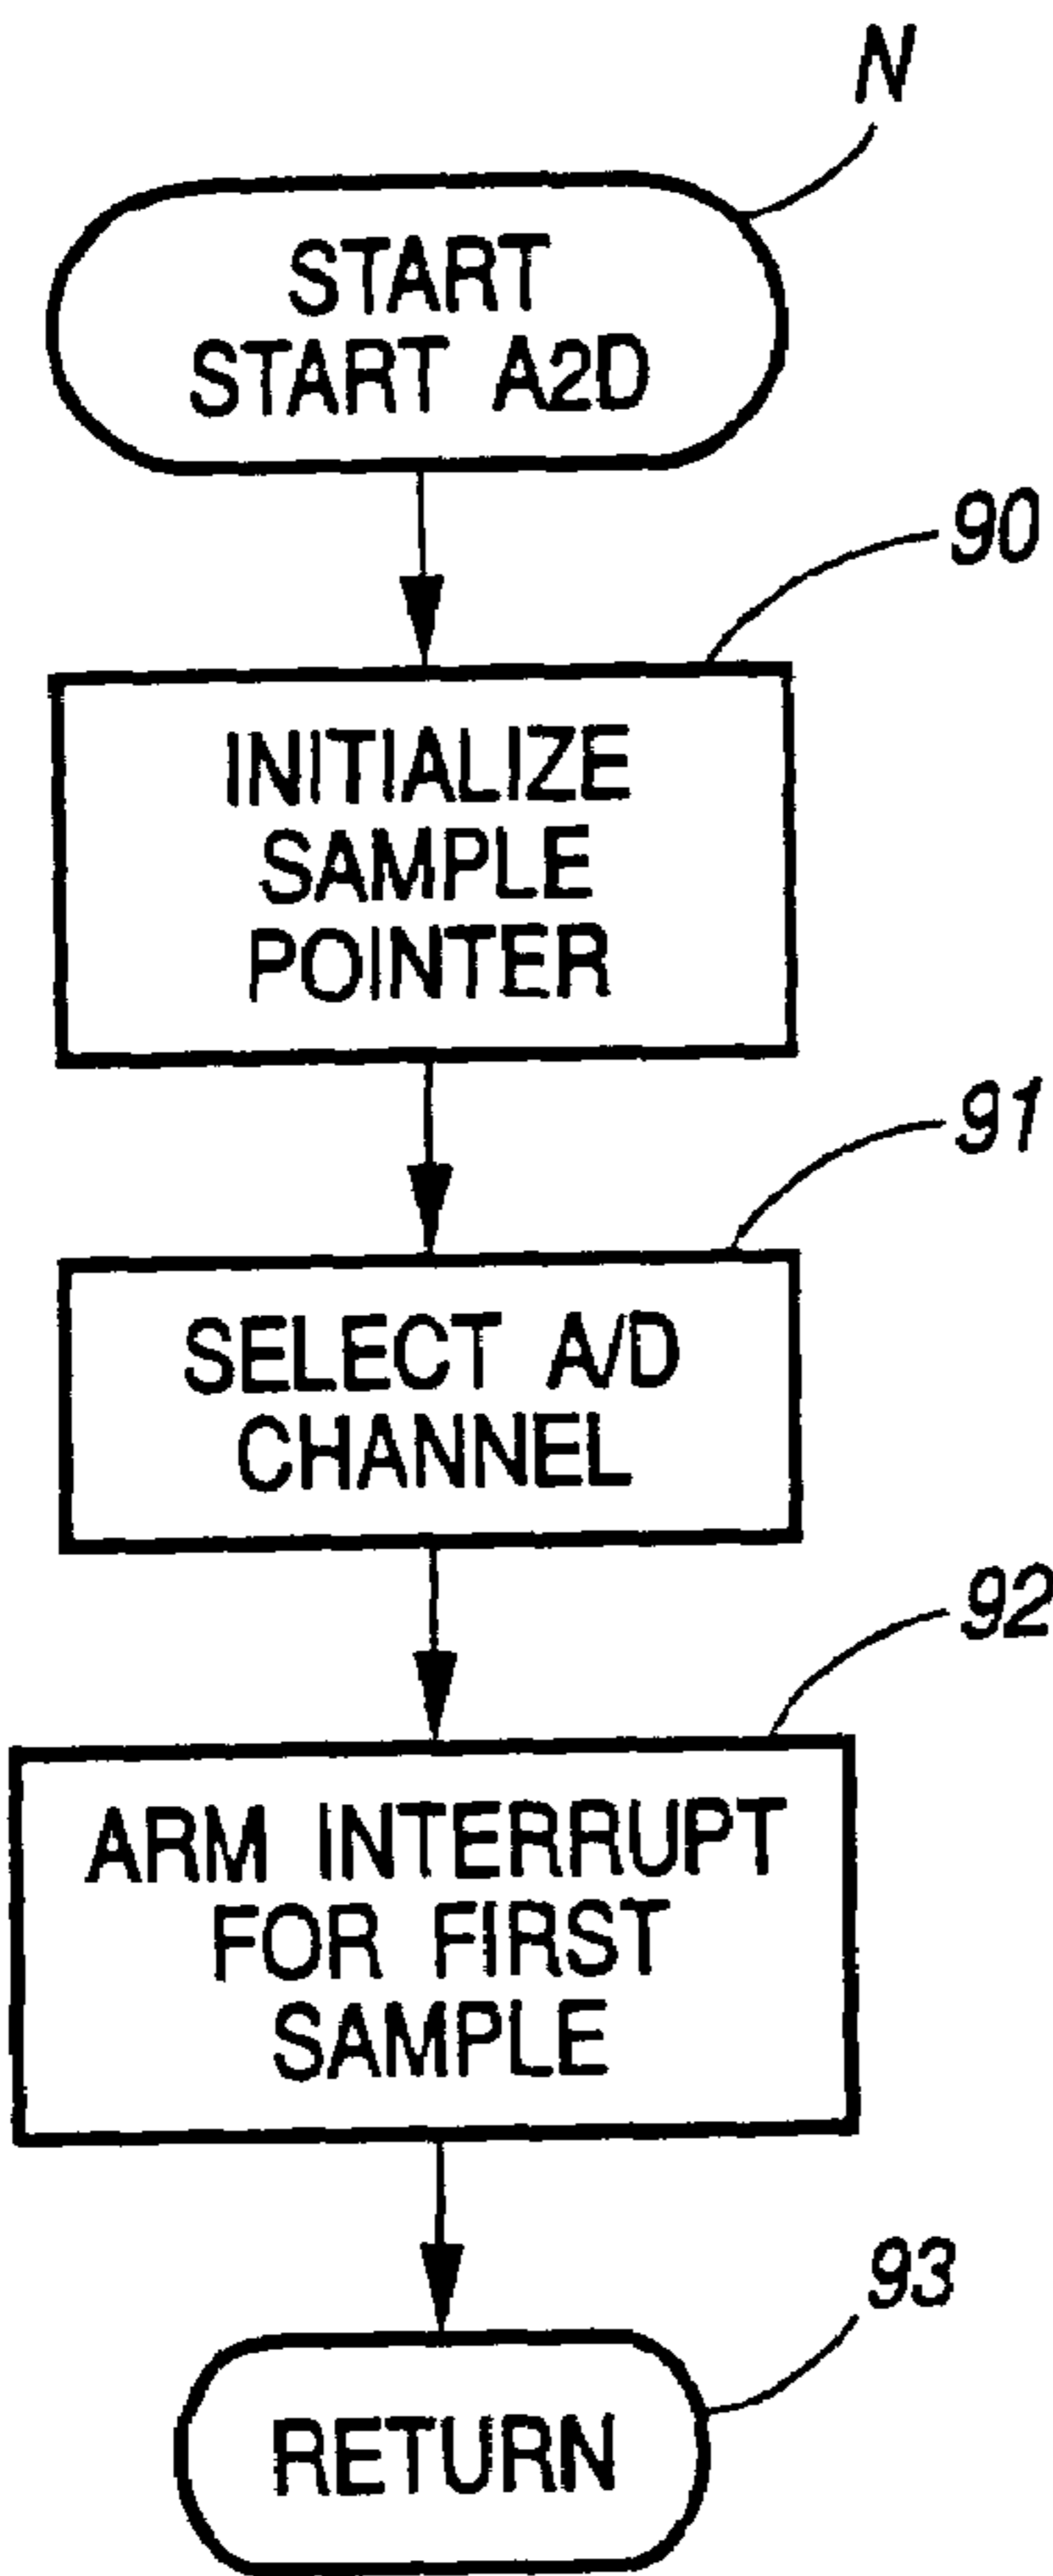 N
START
START A2D
90
INITIALIZE
SAMPLE
POINTER
91
SELECT A/D
CHANNEL
92
ARM INTERRUPT
FOR FIRST
SAMPLE
93
RETURN